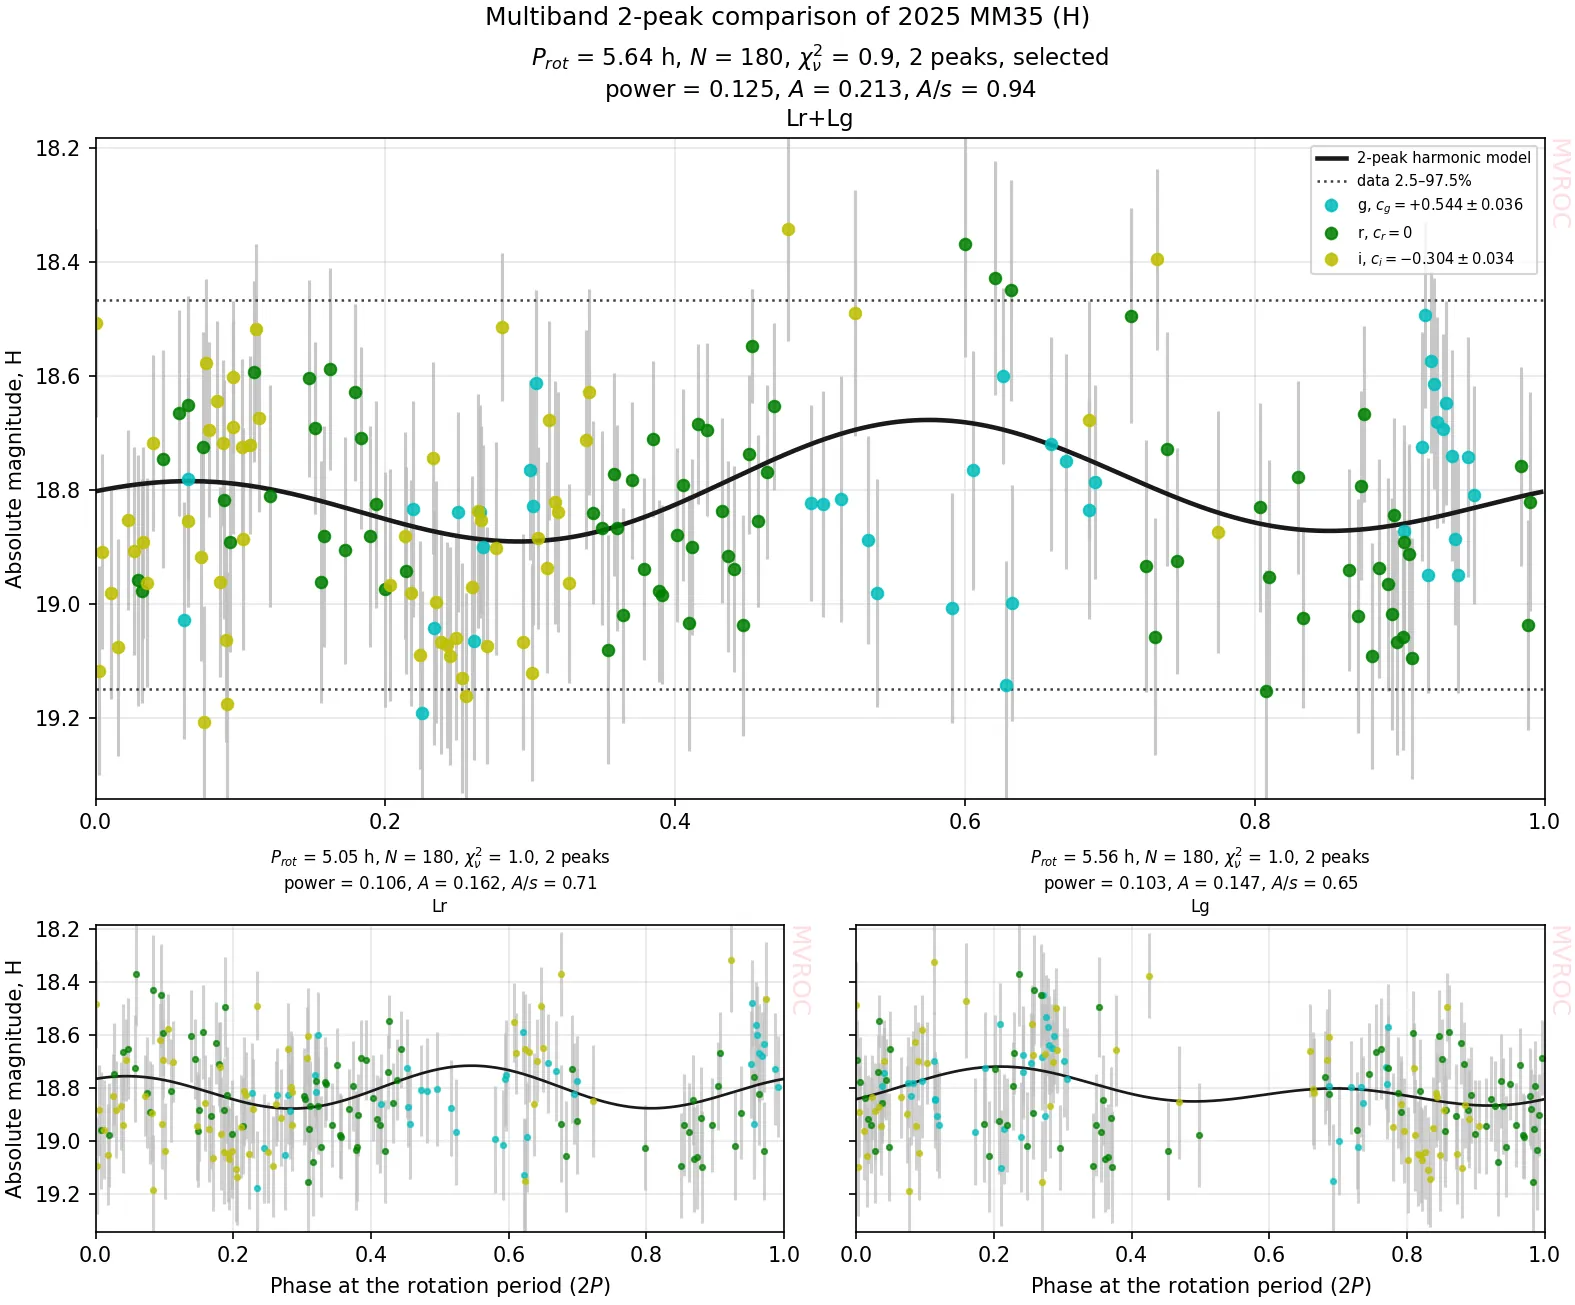 Multiband 2-peak comparison of 2025 MM35 (H)
P_rot = 5.64 h, N = 180, χ²_ν = 0.9, 2 peaks, selected
power = 0.125, A = 0.213, A/s = 0.94
Lr+Lg
18.2
18.4
18.6
18.8
19.0
19.2
Absolute magnitude, H
2-peak harmonic model
data 2.5–97.5%
g, c_g = +0.544 ± 0.036
r, c_r = 0
i, c_i = −0.304 ± 0.034
MVROC
0.0 0.2 0.4 0.6 0.8 1.0
P_rot = 5.05 h, N = 180, χ²_ν = 1.0, 2 peaks
power = 0.106, A = 0.162, A/s = 0.71
Lr
18.2
18.4
18.6
18.8
19.0
19.2
Absolute magnitude, H
MVROC
0.0 0.2 0.4 0.6 0.8 1.0
Phase at the rotation period (2P)
P_rot = 5.56 h, N = 180, χ²_ν = 1.0, 2 peaks
power = 0.103, A = 0.147, A/s = 0.65
Lg
MVROC
0.0 0.2 0.4 0.6 0.8 1.0
Phase at the rotation period (2P)